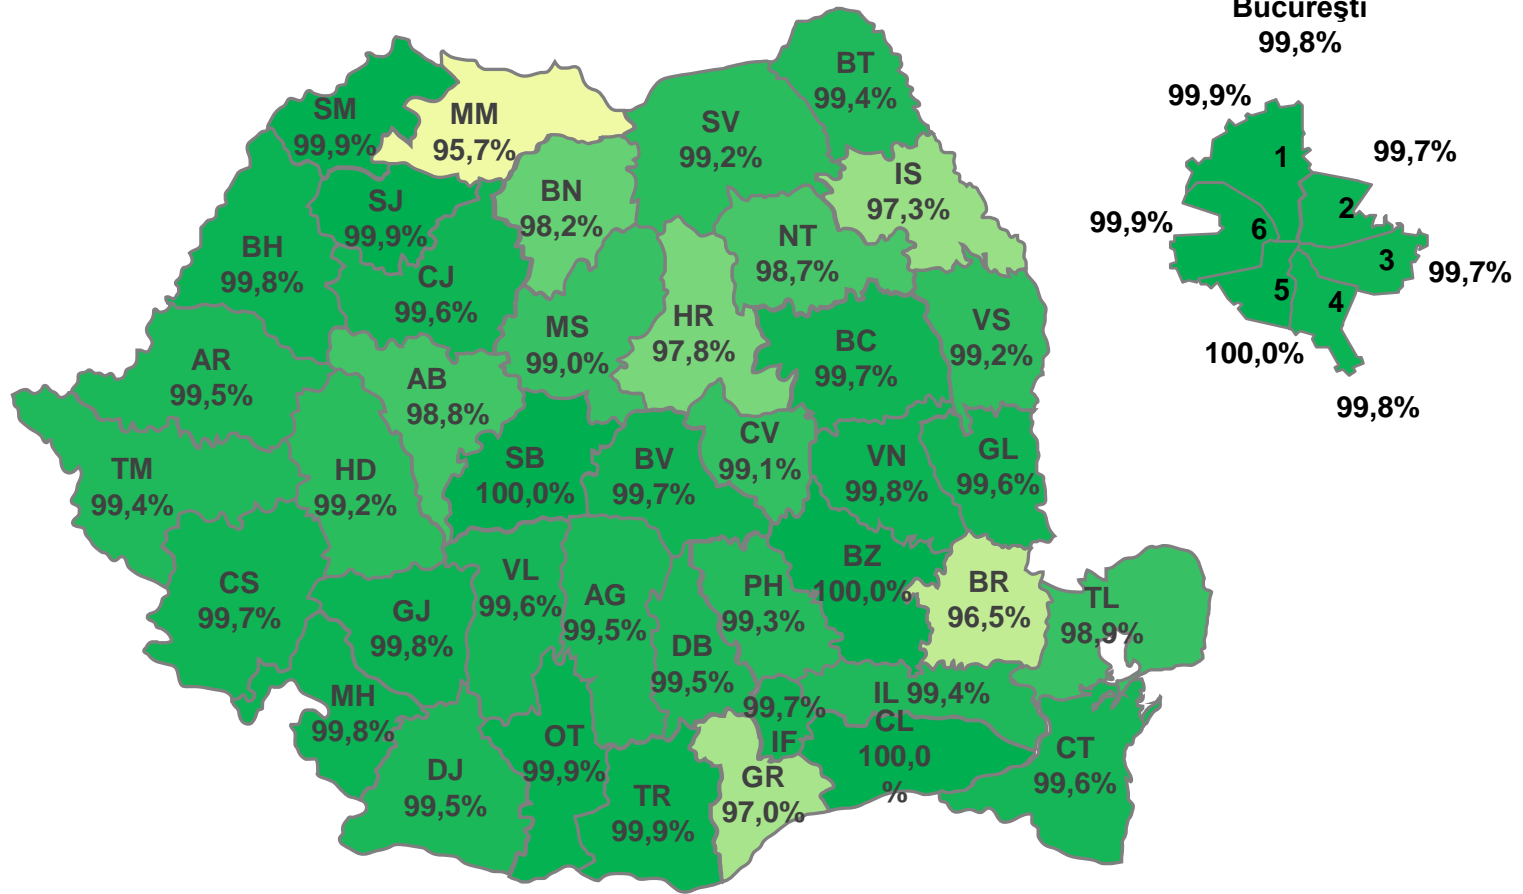 Bucureşti
99,8%
BT
99,4%
SM
99,9%
MM
95,7%
SV
99,2%
99,9%
1
99,7%
IS
97,3%
BN
98,2%
SJ
99,9%
2
99,9%
6
NT
98,7%
BH
99,8%
CJ
99,6%
3
99,7%
5
4
100,0%
99,8%
MS
99,0%
HR
97,8%
BC
99,7%
VS
99,2%
AR
99,5%
AB
98,8%
CV
99,1%
TM
99,4%
HD
99,2%
SB
100,0%
BV
99,7%
VN
99,8%
GL
99,6%
CS
99,7%
GJ
99,8%
VL
99,6%
AG
99,5%
PH
99,3%
BZ
100,0%
BR
96,5%
TL
98,9%
DB
99,5%
MH
99,8%
99,7%
IF
IL 99,4%
CL
100,0
%
OT
99,9%
DJ
99,5%
TR
99,9%
GR
97,0%
CT
99,6%